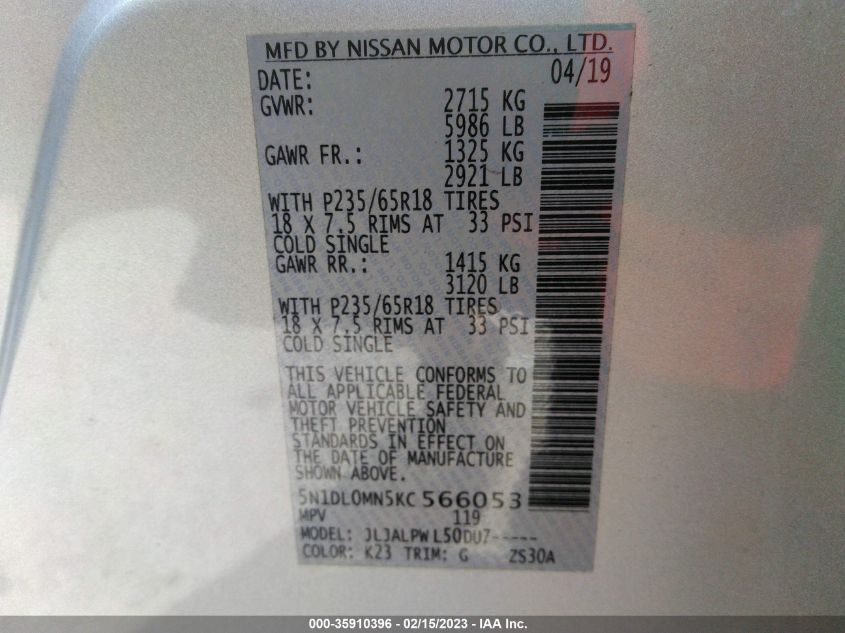 MFD BY NISSAN MOTOR CO., LTD.
DATE: 04/19
GVWR: 2715 KG
5986 LB
GAWR FR.: 1325 KG
2921 LB
WITH P235/65R18 TIRES
18 X 7.5 RIMS AT 33 PSI
COLD SINGLE
GAWR RR.: 1415 KG
3120 LB
WITH P235/65R18 TIRES
18 X 7.5 RIMS AT 33 PSI
COLD SINGLE
THIS VEHICLE CONFORMS TO
ALL APPLICABLE FEDERAL
MOTOR VEHICLE SAFETY AND
THEFT PREVENTION
STANDARDS IN EFFECT ON
THE DATE OF MANUFACTURE
SHOWN ABOVE.
5N1DL0MN5KC566053
MPV 119
MODEL: JLJALPW L50DU7-----
COLOR: K23 TRIM: G ZS30A
000-35910396 - 02/15/2023 - IAA Inc.